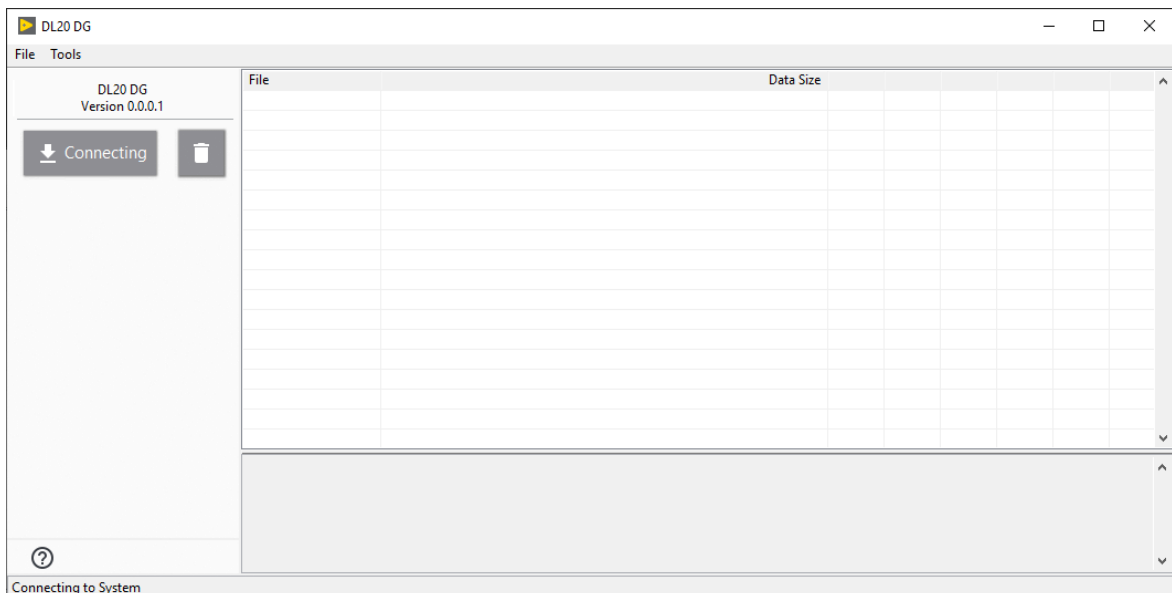 DL20 DG
File Tools
DL20 DG
Version 0.0.0.1
Connecting
File Data Size
Connecting to System